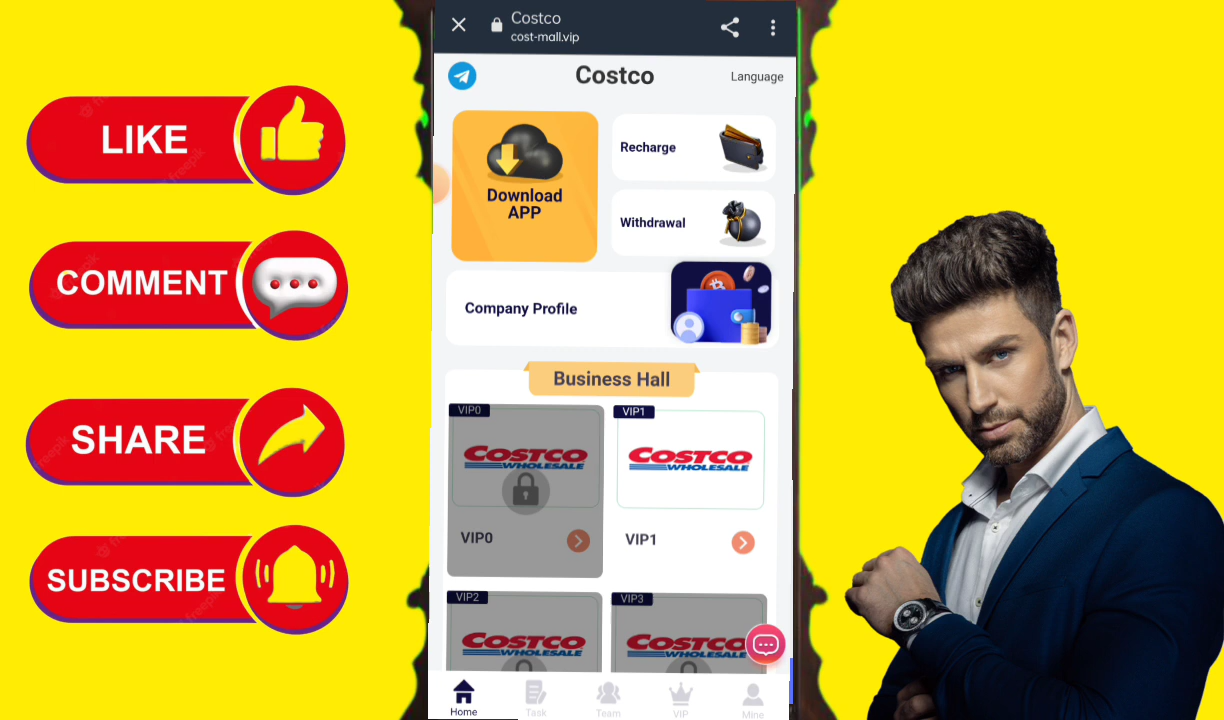 LIKE
COMMENT
SHARE
SUBSCRIBE
Costco
cost-mall.vip
Costco
Language
Download
APP
Recharge
Withdrawal
Company Profile
Business Hall
VIP0
COSTCO
WHOLESALE
VIP0
VIP1
COSTCO
WHOLESALE
VIP1
VIP2
COSTCO
WHOLESALE
VIP3
COSTCO
WHOLESALE
Home
Task
Team
VIP
Mine